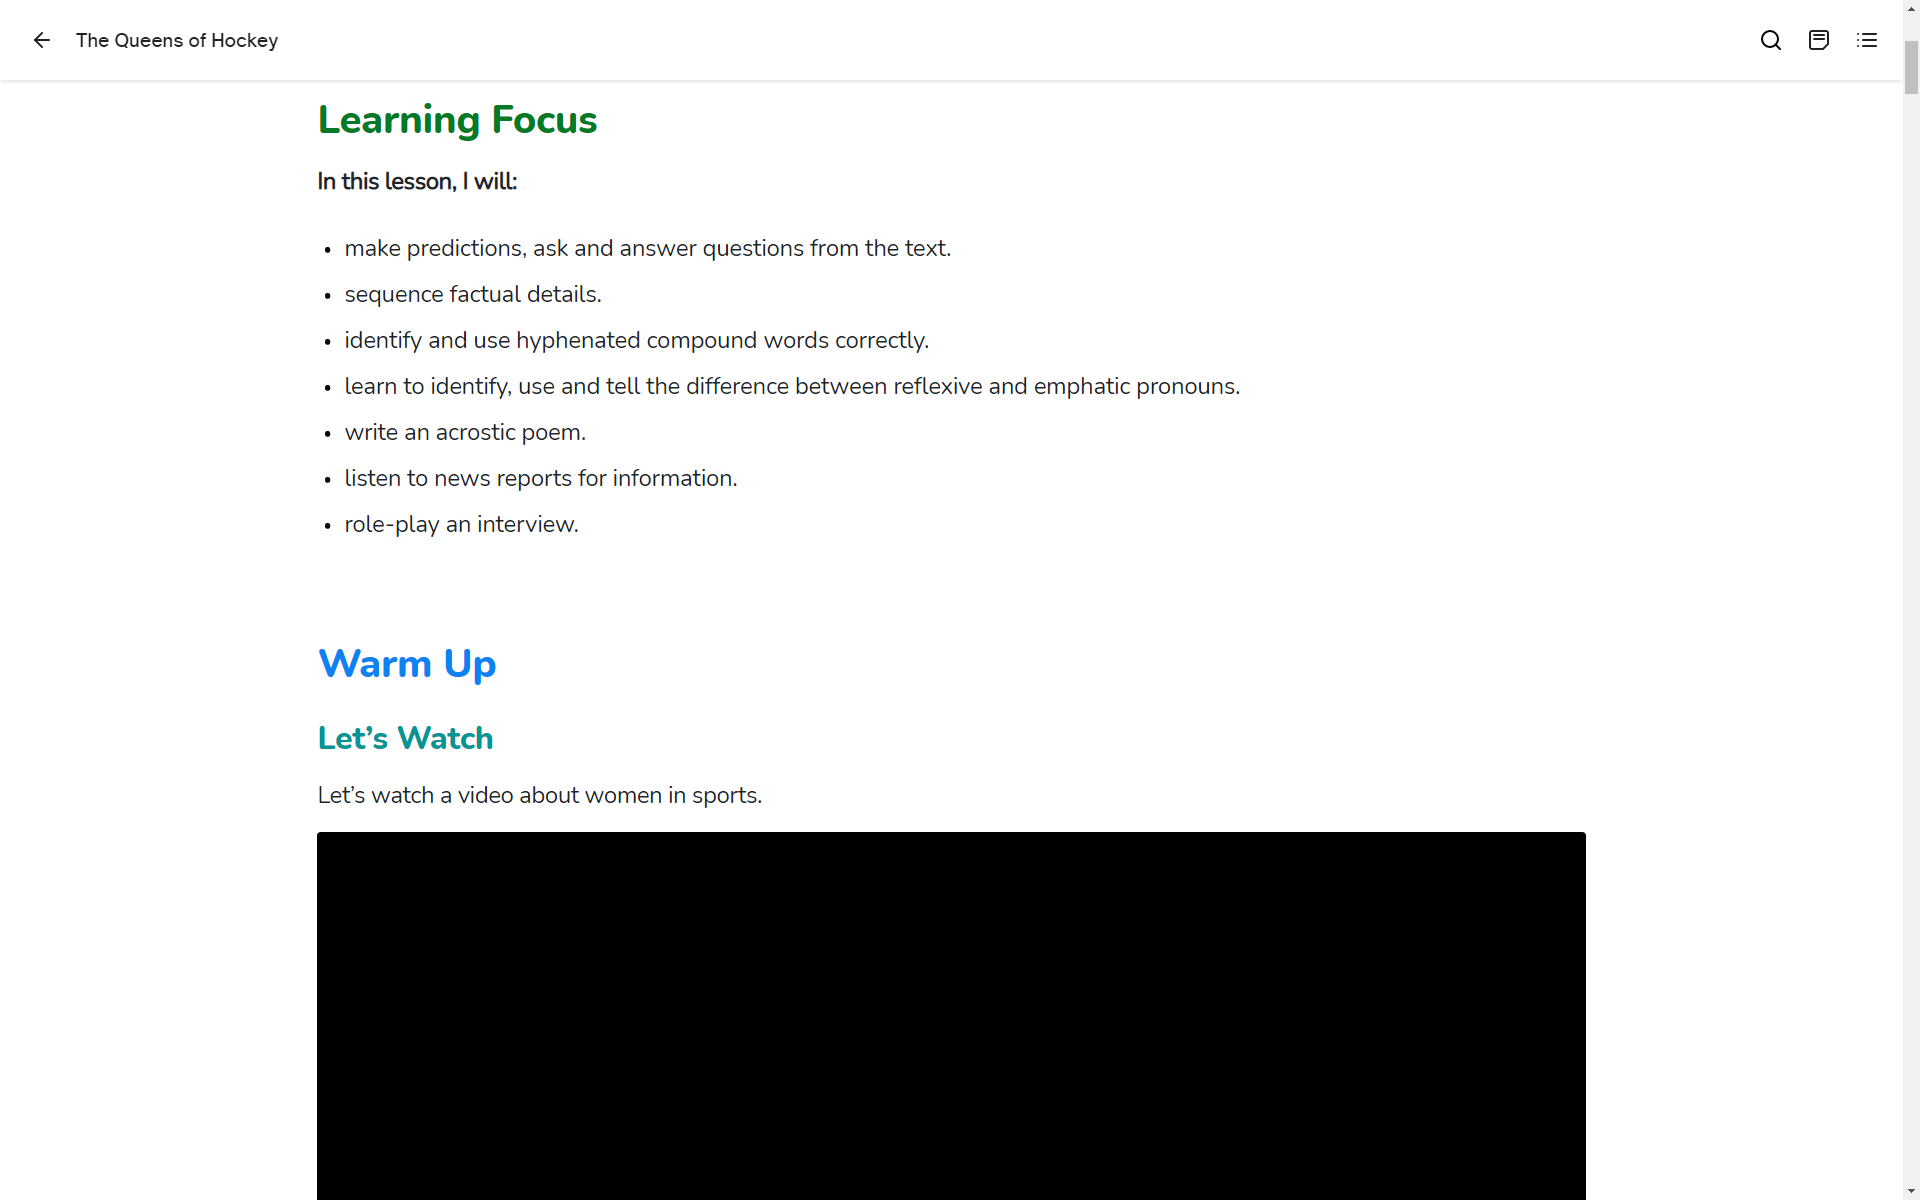 The Queens of Hockey
Learning Focus
In this lesson, I will:
• make predictions, ask and answer questions from the text.
• sequence factual details.
• identify and use hyphenated compound words correctly.
• learn to identify, use and tell the difference between reflexive and emphatic pronouns.
• write an acrostic poem.
• listen to news reports for information.
• role-play an interview.
Warm Up
Let’s Watch
Let’s watch a video about women in sports.